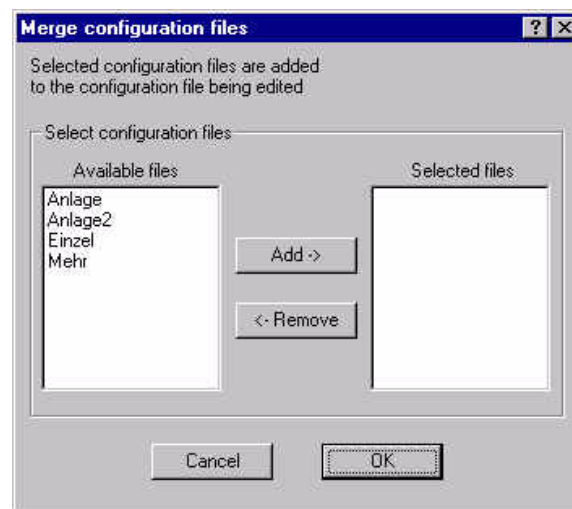 Merge configuration files
Selected configuration files are added
to the configuration file being edited
Select configuration files
Available files
Selected files
Anlage
Anlage2
Einzel
Mehr
Add ->
<- Remove
Cancel
OK